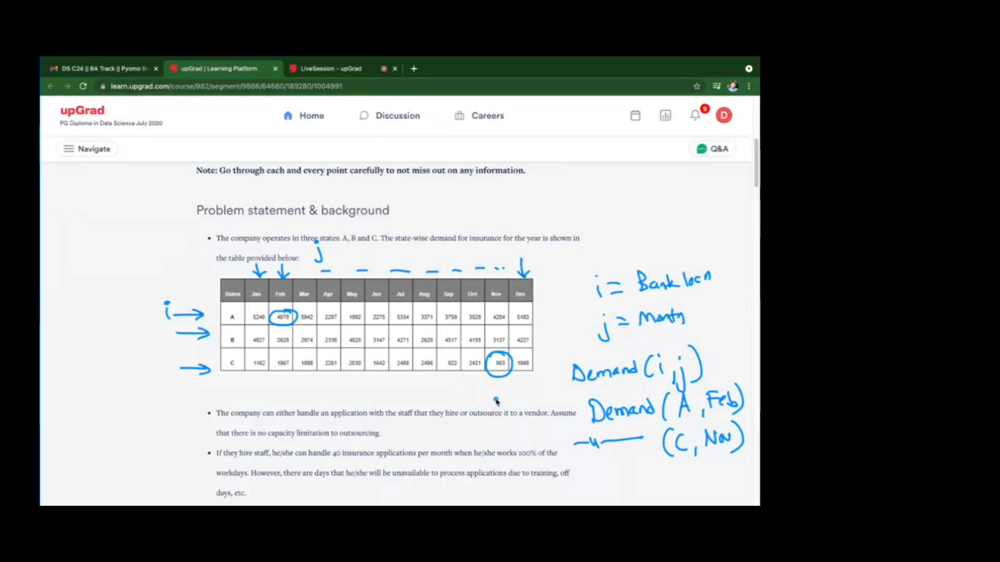 DS C24 || BA Track || Pyomo B
upGrad | Learning Platform
LiveSession - upGrad
learn.upgrad.com/course/982/segment/9866/64660/189280/1004991
upGrad
PG Diploma in Data Science July 2020
Home
Discussion
Careers
9
D
Navigate
Q&A
Note: Go through each and every point carefully to not miss out on any information.
Problem statement & background
• The company operates in three states: A, B and C. The state-wise demand for insurance for the year is shown in
the table provided below:
j
States Jan Feb Mar Apr May Jun Jul Aug Sep Oct Nov Dec
i
A 5240 4878 5942 2297 1992 2275 5334 3371 3759 3529 4284 5183
B 4927 2628 2974 2338 4020 3147 4271 2620 4517 4155 3137 4227
C 1162 1967 1898 2261 2030 1642 2489 2496 922 2421 963 1998
i = Bank locn
j = Month
Demand (i, j)
Demand (A, Feb)
—u— (C, Nov)
• The company can either handle an application with the staff that they hire or outsource it to a vendor. Assume
that there is no capacity limitation to outsourcing.
• If they hire staff, he/she can handle 40 insurance applications per month when he/she works 100% of the
workdays. However, there are days that he/she will be unavailable to process applications due to training, off
days, etc.